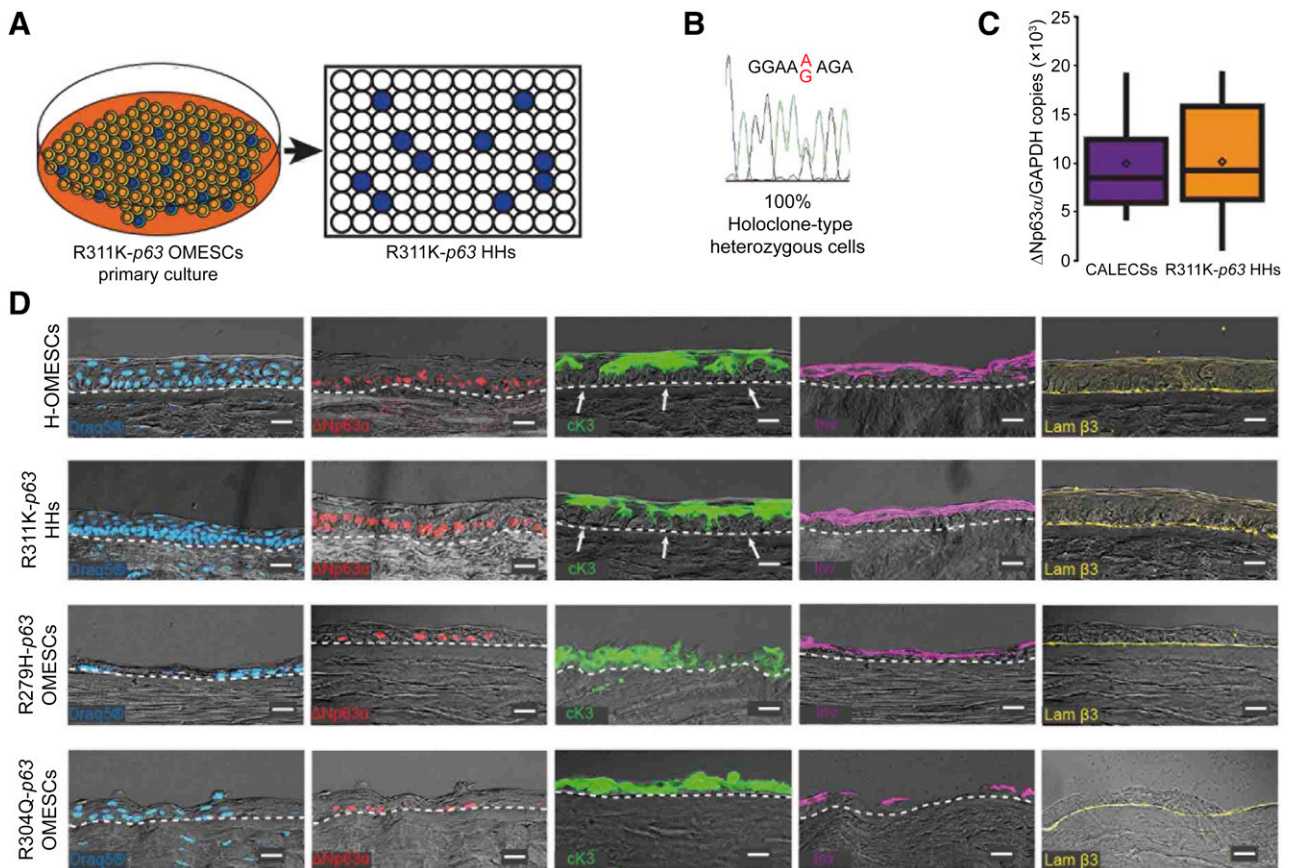 A
R311K-p63 OMESCs
primary culture
R311K-p63 HHs
B
GGAA A AGA
G
100%
Holoclone-type
heterozygous cells
C
ΔNp63α/GAPDH copies (×10³)
25
20
15
10
5
0
CALECSs
R311K-p63 HHs
D
H-OMESCs
Draq5®
ΔNp63α
cK3
Inv
Lam β3
R311K-p63
HHs
Draq5®
ΔNp63α
cK3
Inv
Lam β3
R279H-p63
OMESCs
Draq5®
ΔNp63α
cK3
Inv
Lam β3
R304Q-p63
OMESCs
Draq5®
ΔNp63α
cK3
Inv
Lam β3